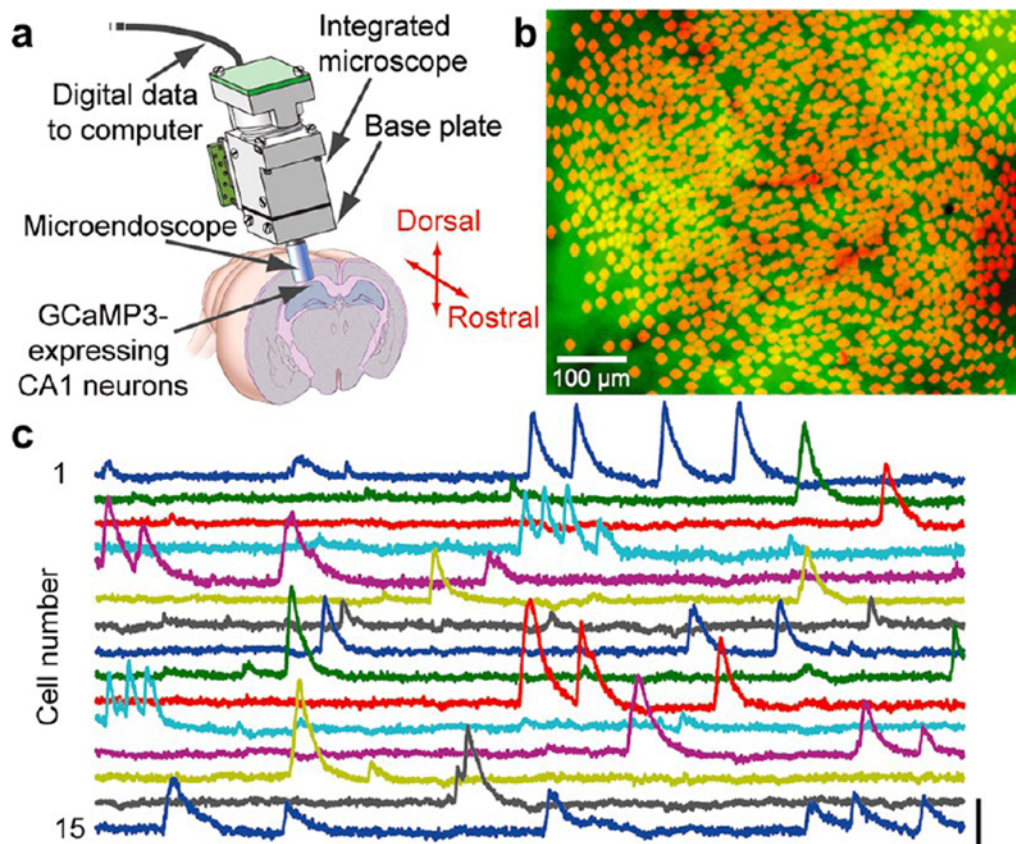 a
Digital data
to computer
Integrated
microscope
Base plate
Microendoscope
Dorsal
Rostral
GCaMP3-
expressing
CA1 neurons
b
100 µm
c
1
Cell number
15